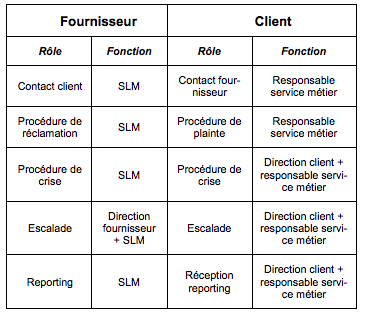 Fournisseur Client
Rôle Fonction Rôle Fonction
Contact client SLM Contact four-
nisseur Responsable
service métier
Procédure de
réclamation SLM Procédure de
plainte Responsable
service métier
Procédure de
crise SLM Procédure de
crise Direction client +
responsable servi-
ce métier
Escalade Direction
fournisseur
+ SLM Escalade Direction client +
responsable servi-
ce métier
Reporting SLM Réception
reporting Direction client +
responsable servi-
ce métier